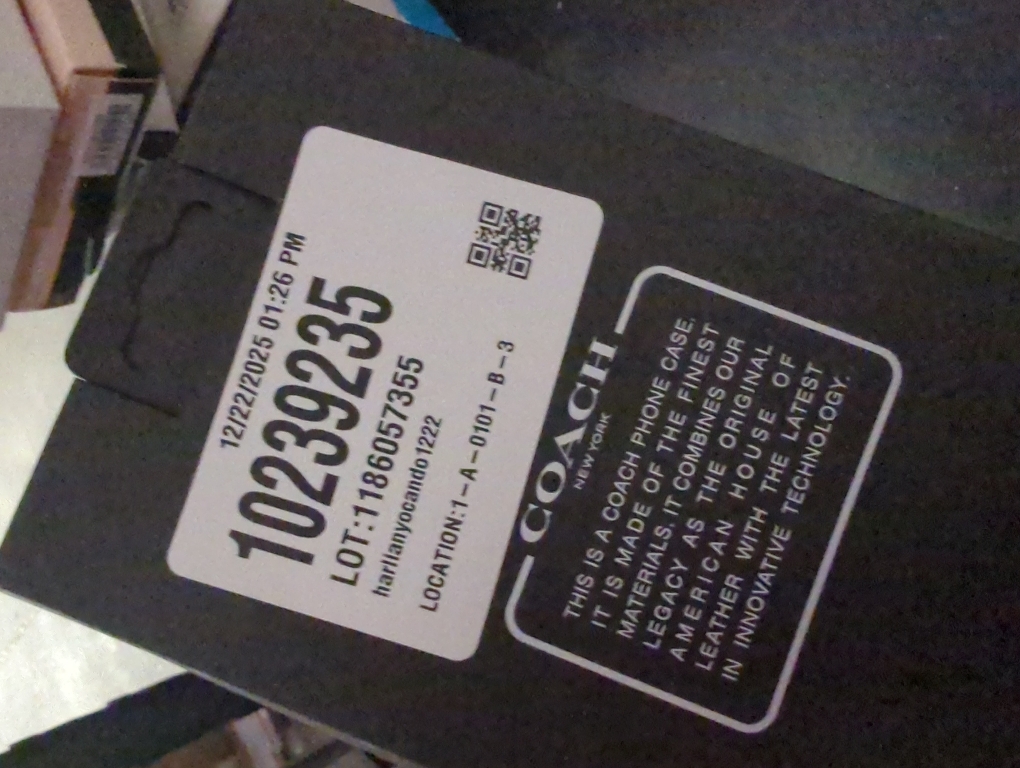 12/22/2025 01:26 PM
10239235
LOT:1186057355
harlianyocando1222
LOCATION:1-A-0101-B-3
COACH
NEW YORK
THIS IS A COACH PHONE CASE.
IT IS MADE OF THE FINEST
MATERIALS. IT COMBINES OUR
LEGACY AS THE ORIGINAL
AMERICAN HOUSE OF
LEATHER WITH THE LATEST
IN INNOVATIVE TECHNOLOGY.